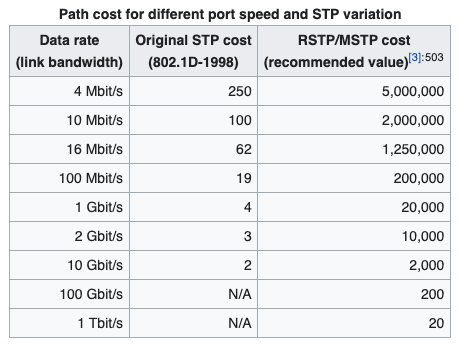 Path cost for different port speed and STP variation
Data rate Original STP cost RSTP/MSTP cost
(link bandwidth) (802.1D-1998) (recommended value)[3]:503
4 Mbit/s 250 5,000,000
10 Mbit/s 100 2,000,000
16 Mbit/s 62 1,250,000
100 Mbit/s 19 200,000
1 Gbit/s 4 20,000
2 Gbit/s 3 10,000
10 Gbit/s 2 2,000
100 Gbit/s N/A 200
1 Tbit/s N/A 20